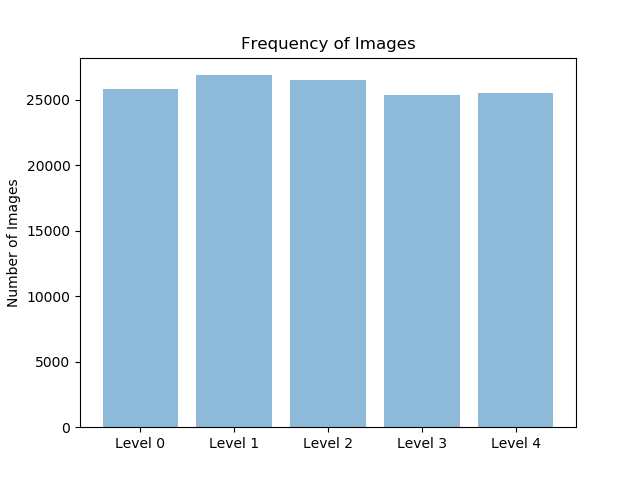 Frequency of Images
Number of Images
25000
20000
15000
10000
5000
0
Level 0
Level 1
Level 2
Level 3
Level 4